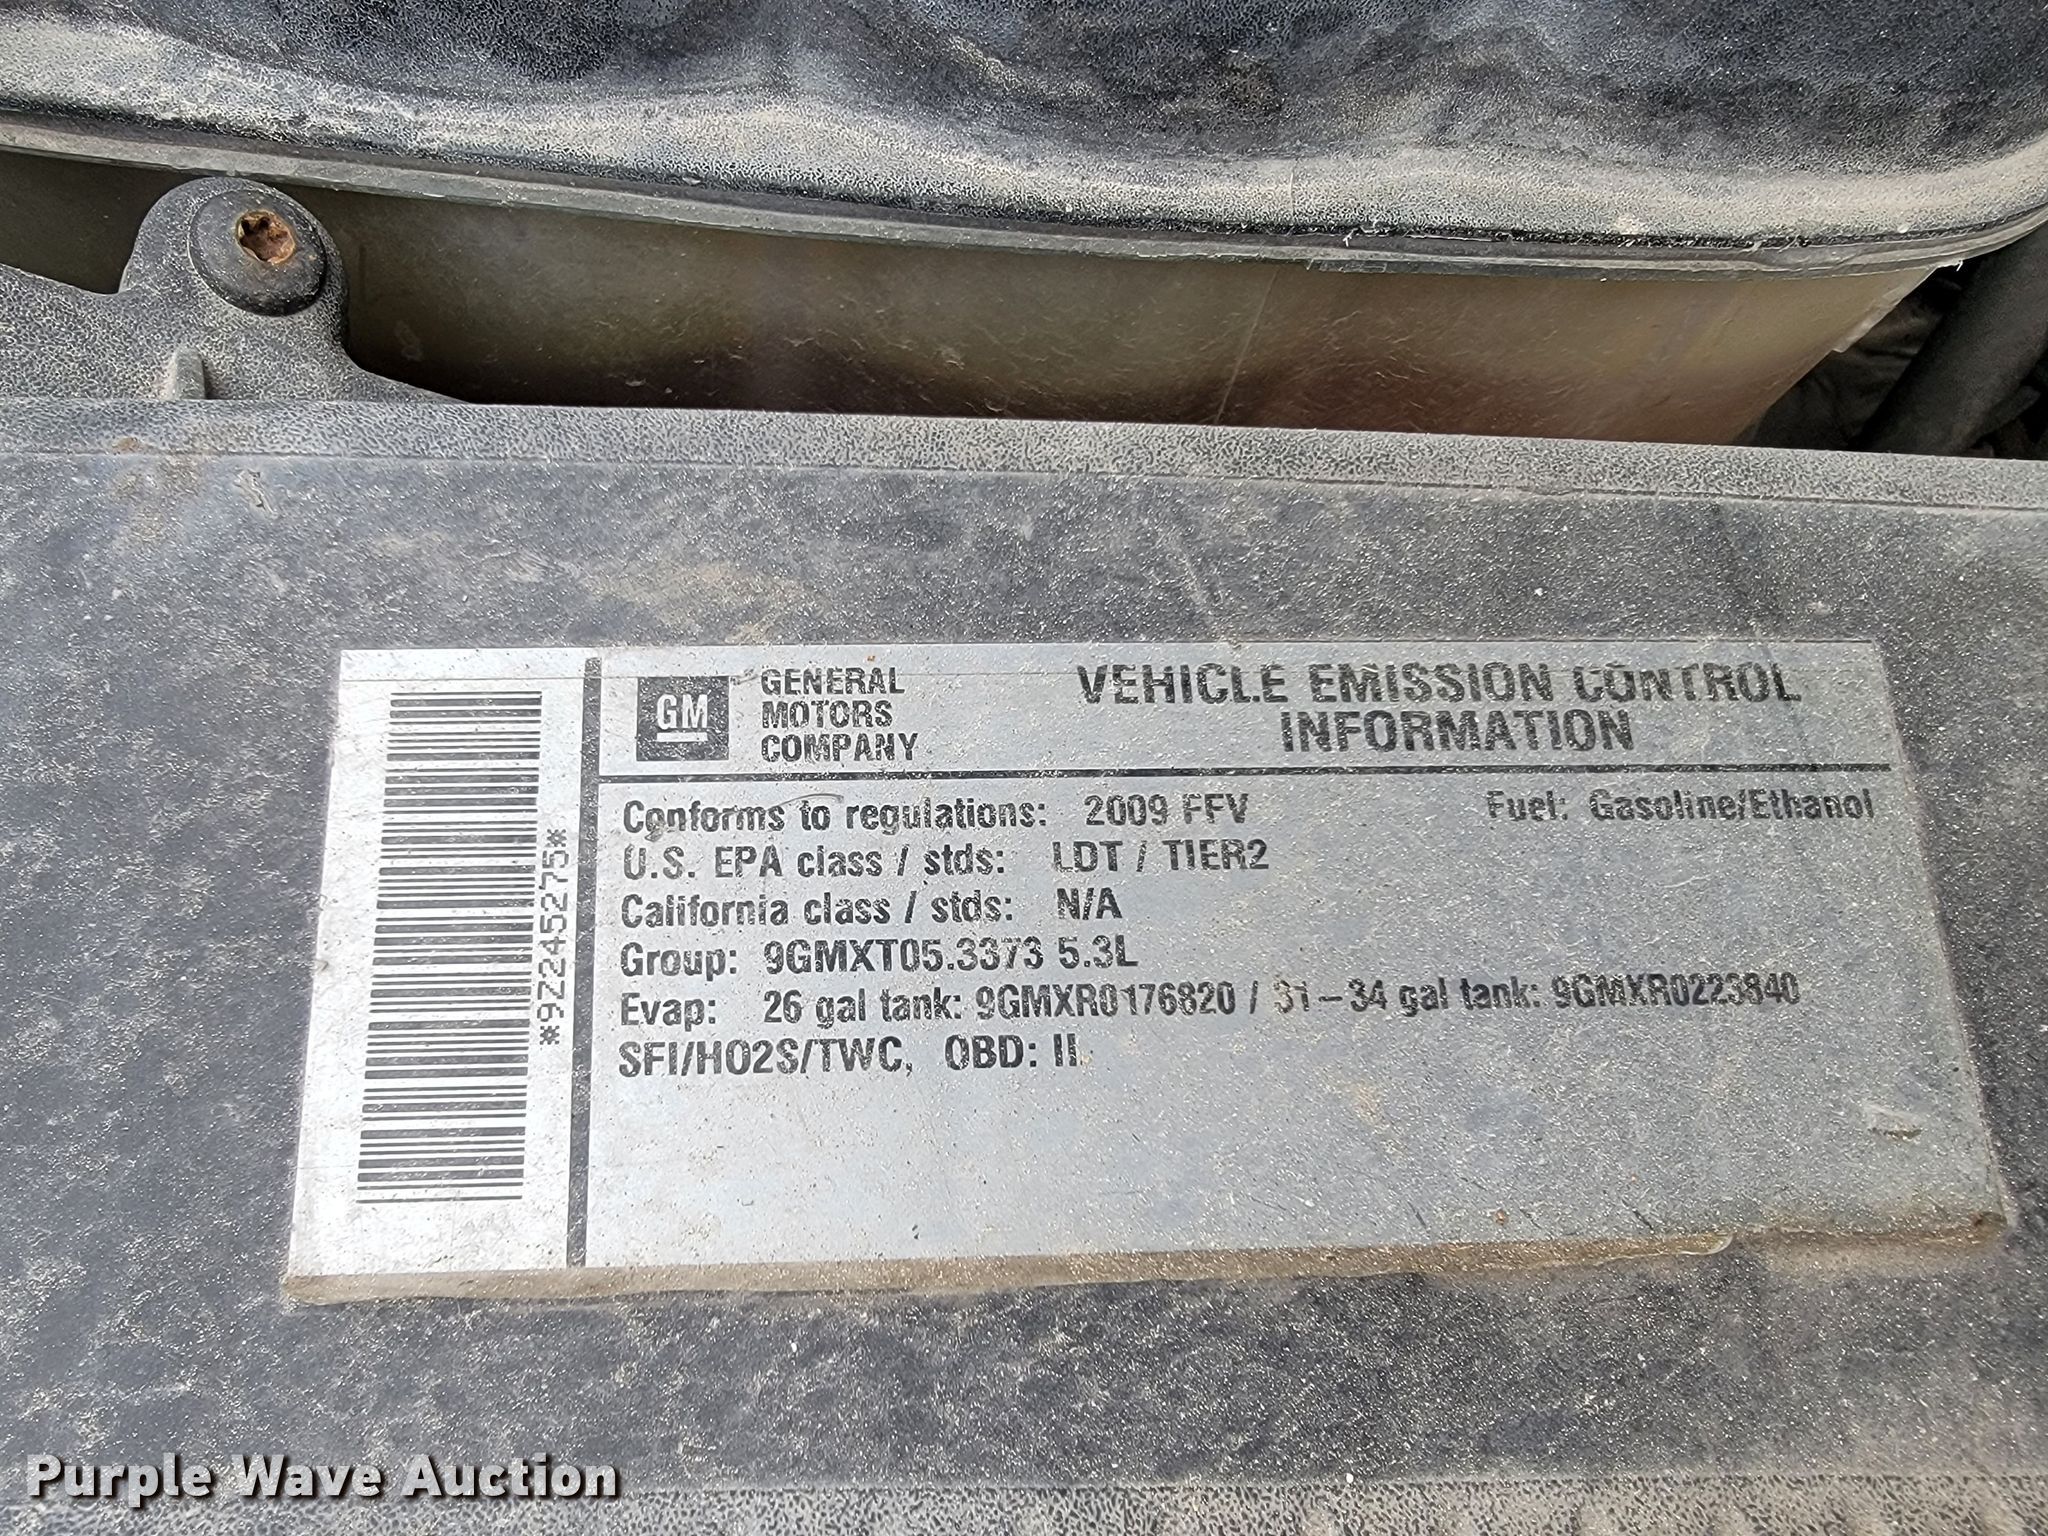 GM
GENERAL
MOTORS
COMPANY
VEHICLE EMISSION CONTROL
INFORMATION
Conforms to regulations: 2009 FFV Fuel: Gasoline/Ethanol
U.S. EPA class / stds: LDT / TIER2
California class / stds: N/A
Group: 9GMXT05.3373 5.3L
Evap: 26 gal tank: 9GMXR0176820 / 31-34 gal tank: 9GMXR0223840
SFI/HO2S/TWC, OBD: II
*9Z245275*
Purple Wave Auction